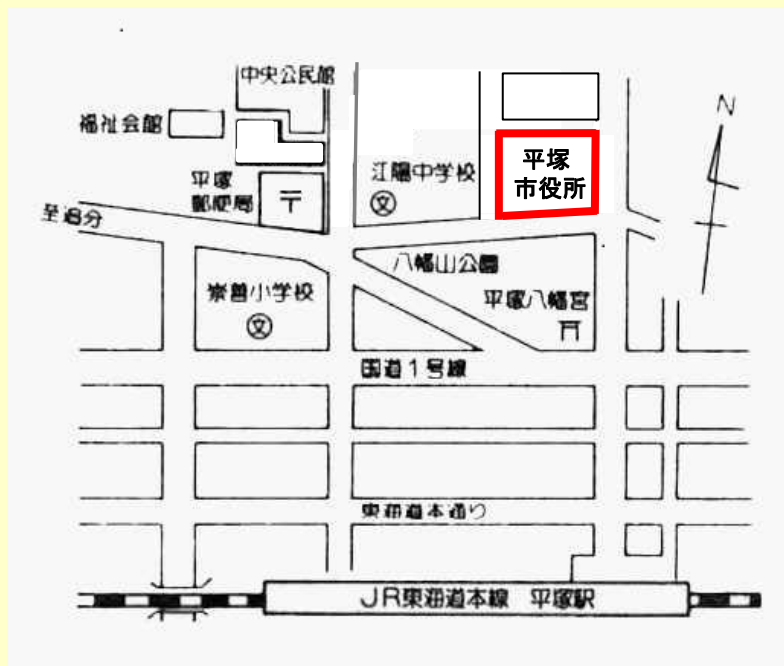 中央公民館
福祉会館
平塚
郵便局
〒
江陽中学校
文
平塚
市役所
N
至追分
八幡山公園
崇善小学校
文
平塚八幡宮
国道1号線
東海道本通り
JR東海道本線 平塚駅